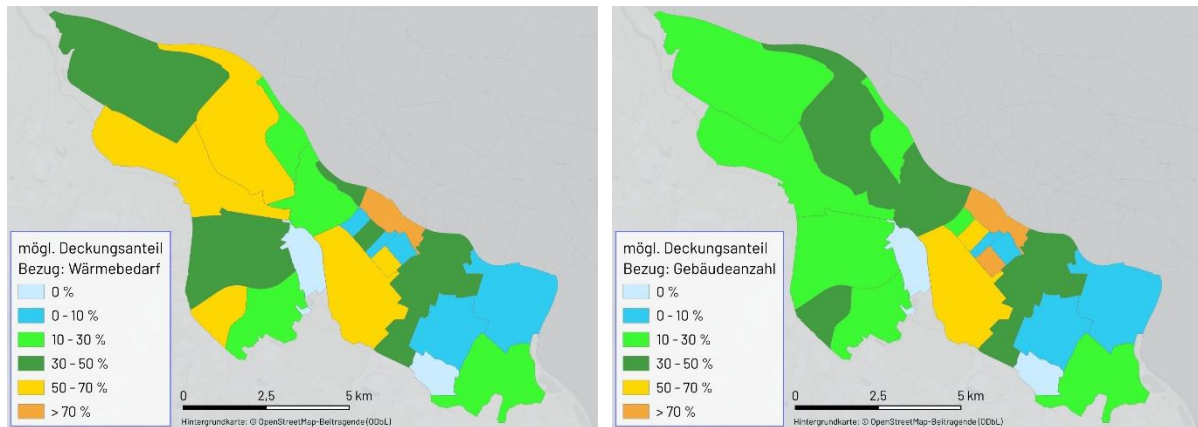 mögl. Deckungsanteil
Bezug: Wärmebedarf
0 %
0 - 10 %
10 - 30 %
30 - 50 %
50 - 70 %
> 70 %
0 2,5 5 km
Hintergrundkarte: © OpenStreetMap-Beitragende (ODbL)
mögl. Deckungsanteil
Bezug: Gebäudeanzahl
0 %
0 - 10 %
10 - 30 %
30 - 50 %
50 - 70 %
> 70 %
0 2,5 5 km
Hintergrundkarte: © OpenStreetMap-Beitragende (ODbL)